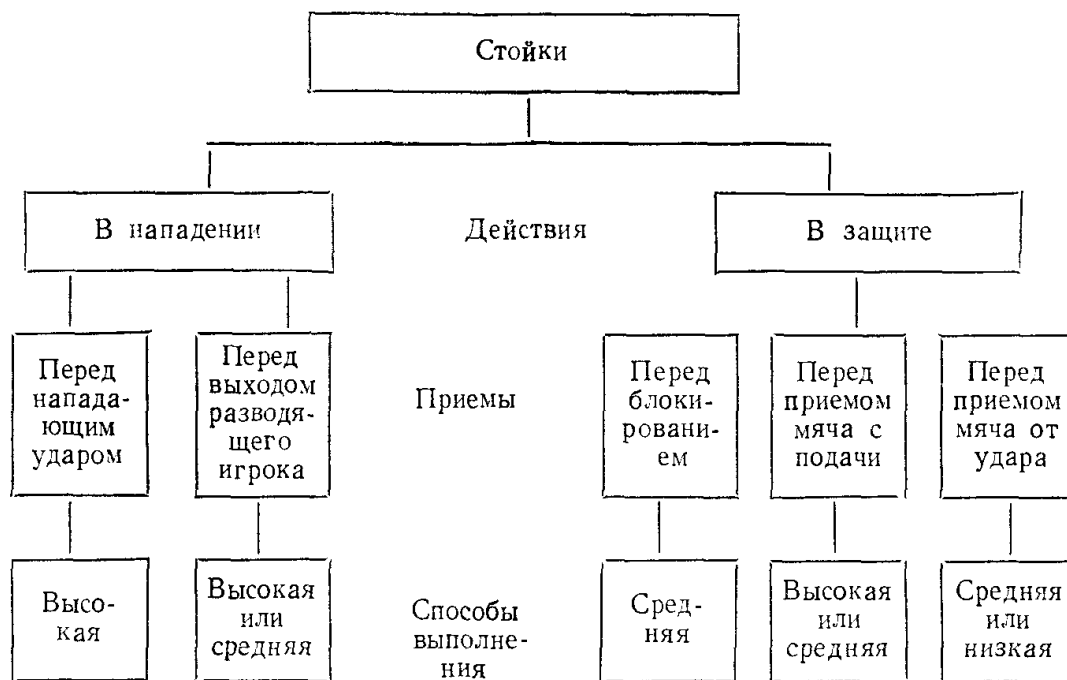 Стойки
В нападении
Действия
В защите
Перед
напада-
ющим
ударом
Перед
выходом
разводя-
щего
игрока
Приемы
Перед
блоки-
ровани-
ем
Перед
приемом
мяча с
подачи
Перед
приемом
мяча от
удара
Высо-
кая
Высокая
или
средняя
Способы
выполне-
ния
Сред-
няя
Высокая
или
средняя
Средняя
или
низкая